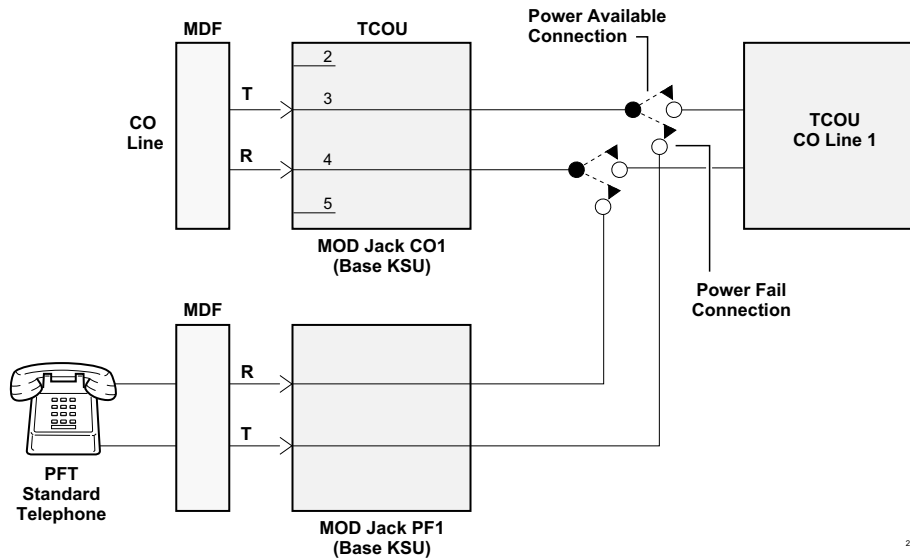 MDF
TCOU
Power Available
Connection
2
T
3
CO
Line
TCOU
CO Line 1
R
4
5
MOD Jack CO1
(Base KSU)
Power Fail
Connection
MDF
R
T
PFT
Standard
Telephone
MOD Jack PF1
(Base KSU)
2